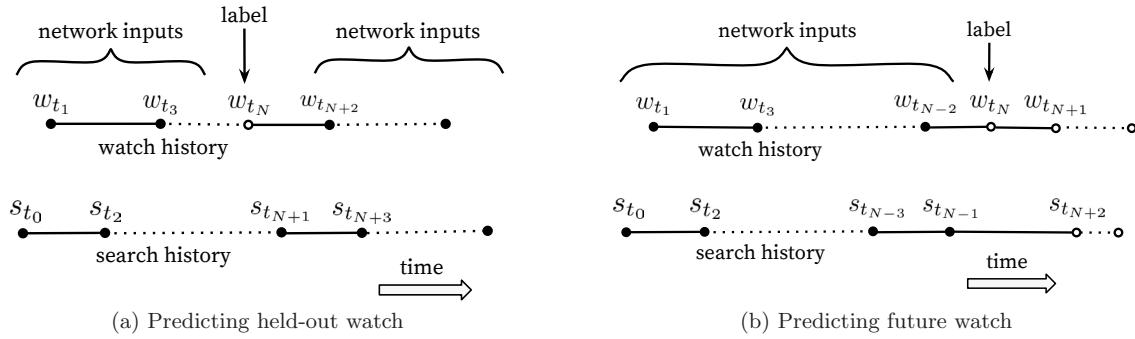 label
network inputs network inputs
w_{t_1} w_{t_3} w_{t_N} w_{t_{N+2}}
watch history
s_{t_0} s_{t_2} s_{t_{N+1}} s_{t_{N+3}}
search history
time
(a) Predicting held-out watch
network inputs label
w_{t_1} w_{t_3} w_{t_{N-2}} w_{t_N} w_{t_{N+1}}
watch history
s_{t_0} s_{t_2} s_{t_{N-3}} s_{t_{N-1}} s_{t_{N+2}}
search history
time
(b) Predicting future watch